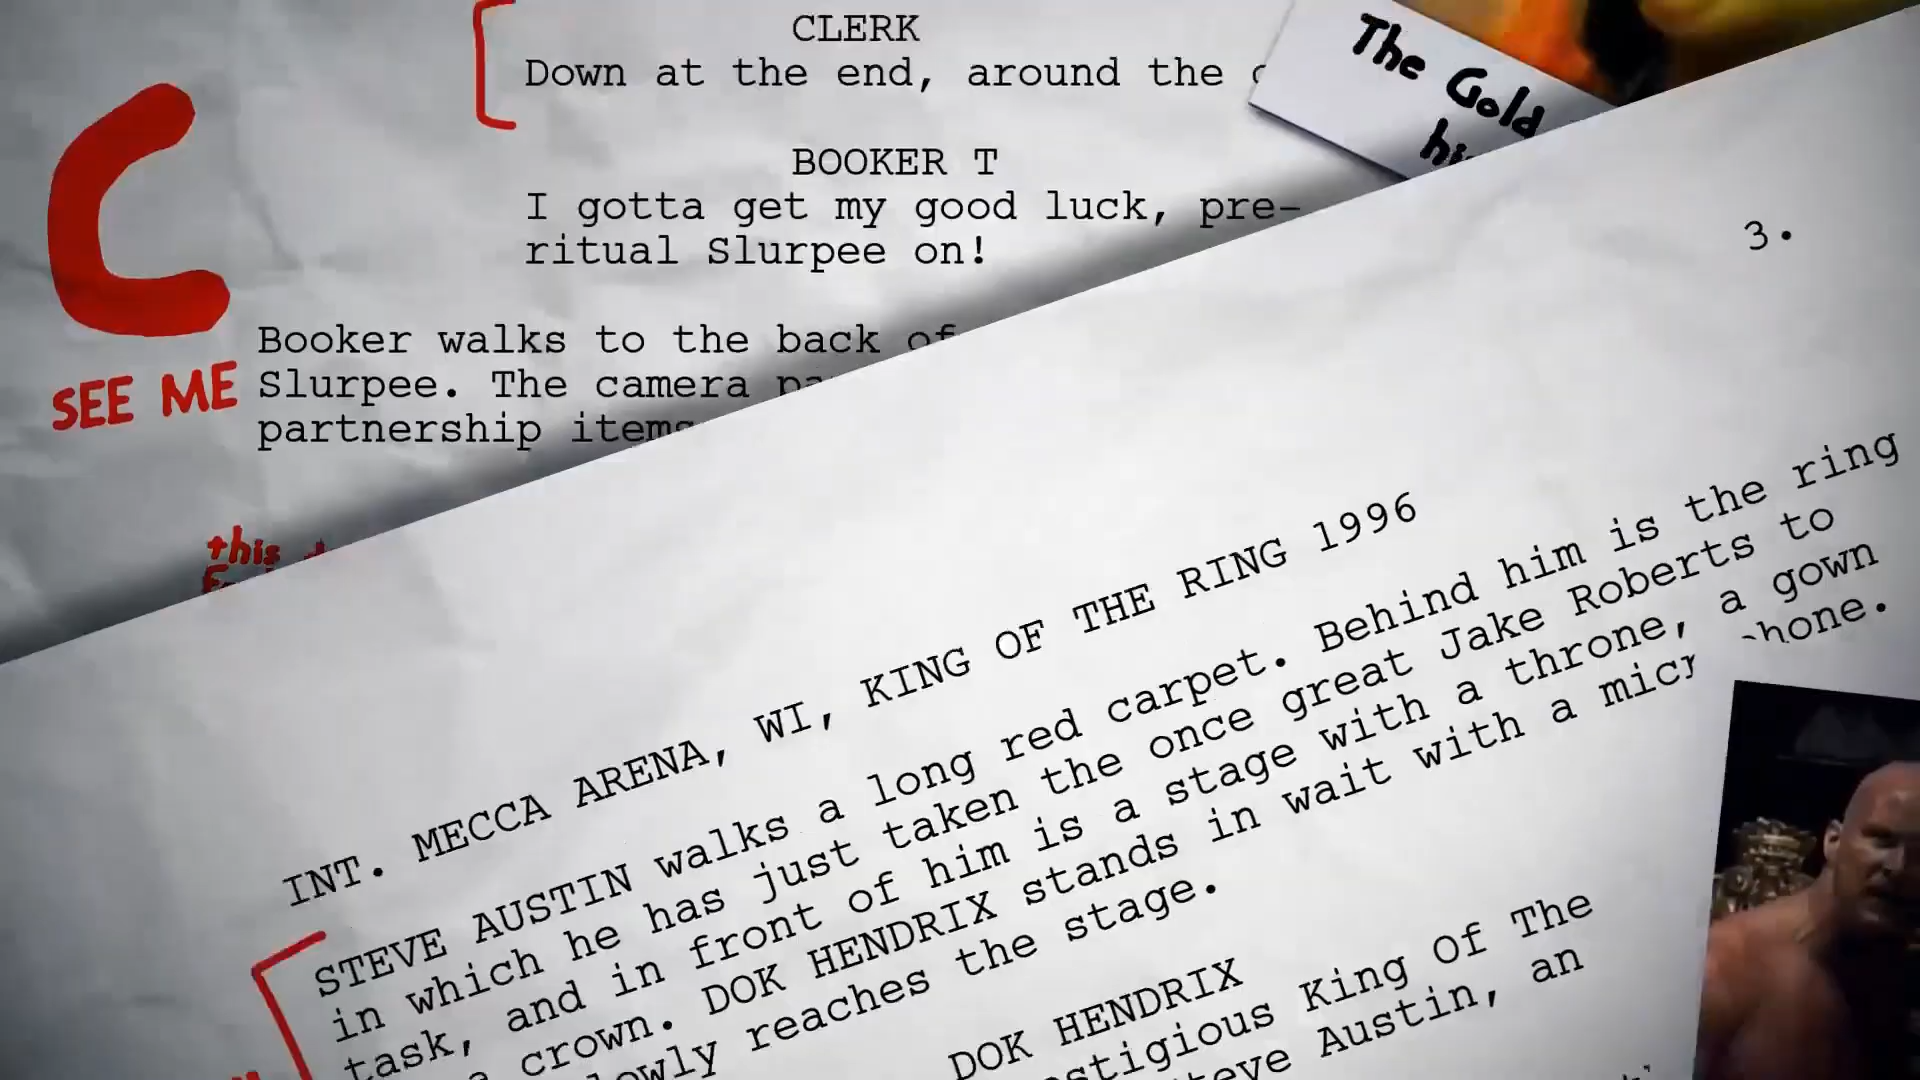 CLERK
Down at the end, around the
BOOKER T
I gotta get my good luck, pre-
ritual Slurpee on!
C
SEE ME
Booker walks to the back of
Slurpee. The camera
partnership items
this
The Gold
3.
INT. MECCA ARENA, WI, KING OF THE RING 1996
STEVE AUSTIN walks a long red carpet. Behind him is the ring
in which he has just taken the once great Jake Roberts to
task, and in front of him is a stage with a throne, a gown
a crown. DOK HENDRIX stands in wait with a microphone.
reaches the stage.
DOK HENDRIX
King Of The
Austin, an